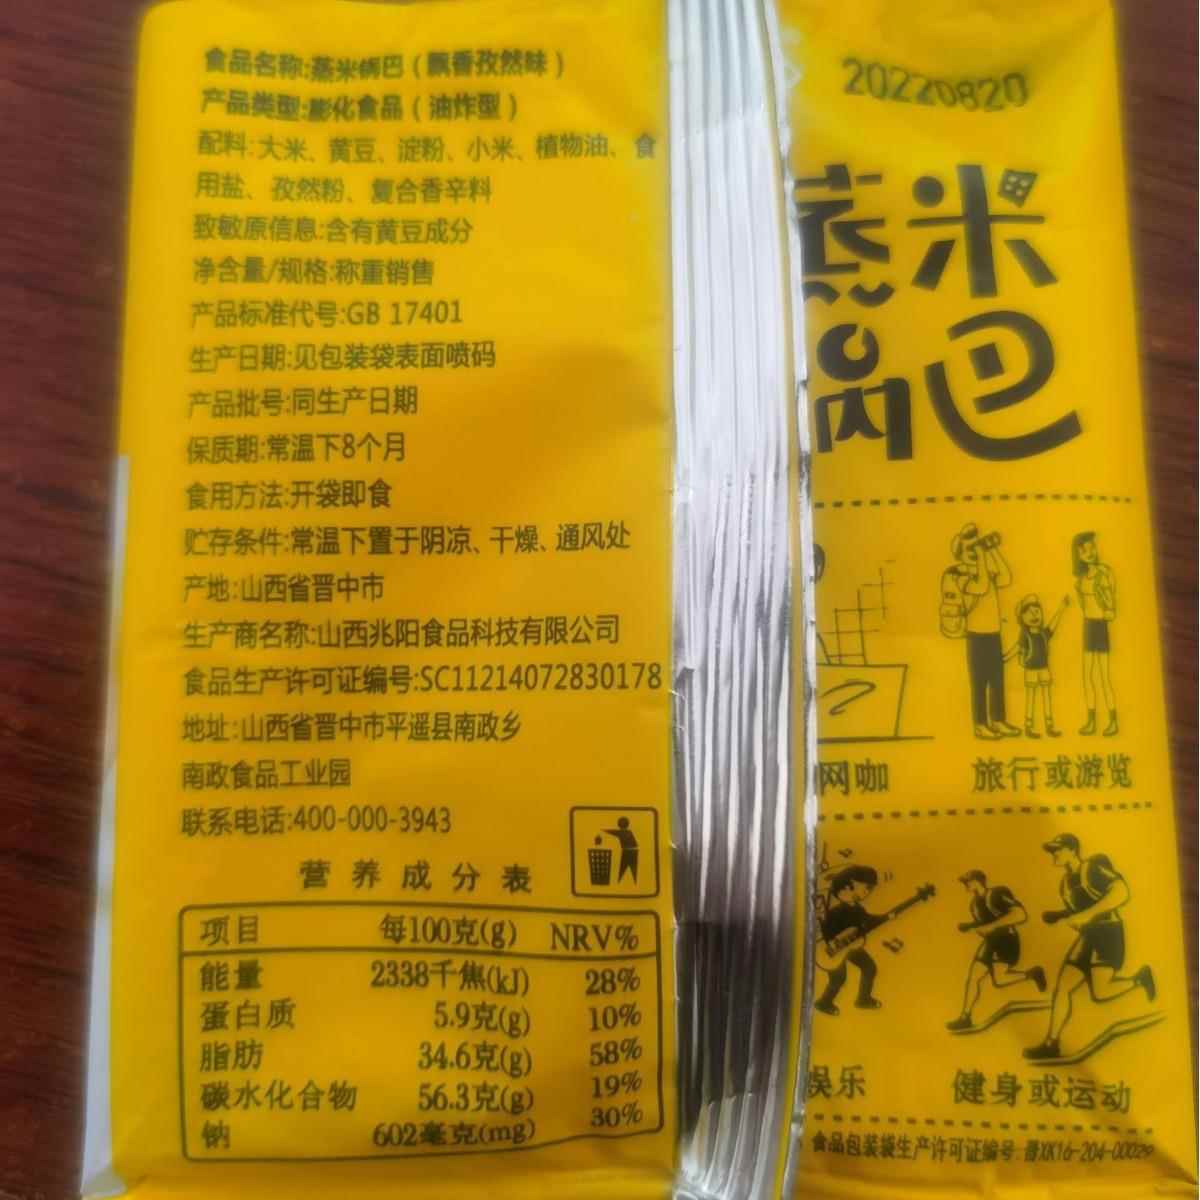 食品名称:蒸米锅巴（飘香孜然味）
产品类型:膨化食品（油炸型）
配料:大米、黄豆、淀粉、小米、植物油、食
用盐、孜然粉、复合香辛料
致敏原信息:含有黄豆成分
净含量/规格:称重销售
产品标准代号:GB 17401
生产日期:见包装袋表面喷码
产品批号:同生产日期
保质期:常温下8个月
食用方法:开袋即食
贮存条件:常温下置于阴凉、干燥、通风处
产地:山西省晋中市
生产商名称:山西兆阳食品科技有限公司
食品生产许可证编号:SC11214072830178
地址:山西省晋中市平遥县南政乡
南政食品工业园
联系电话:400-000-3943
营养成分表
项目 每100克(g) NRV%
能量 2338千焦(kJ) 28%
蛋白质 5.9克(g) 10%
脂肪 34.6克(g) 58%
碳水化合物 56.3克(g) 19%
钠 602毫克(mg) 30%
20220820
蒸米
锅巴
网咖
旅行或游览
娱乐
健身或运动
食品包装袋生产许可证编号:晋XK16-204-00029